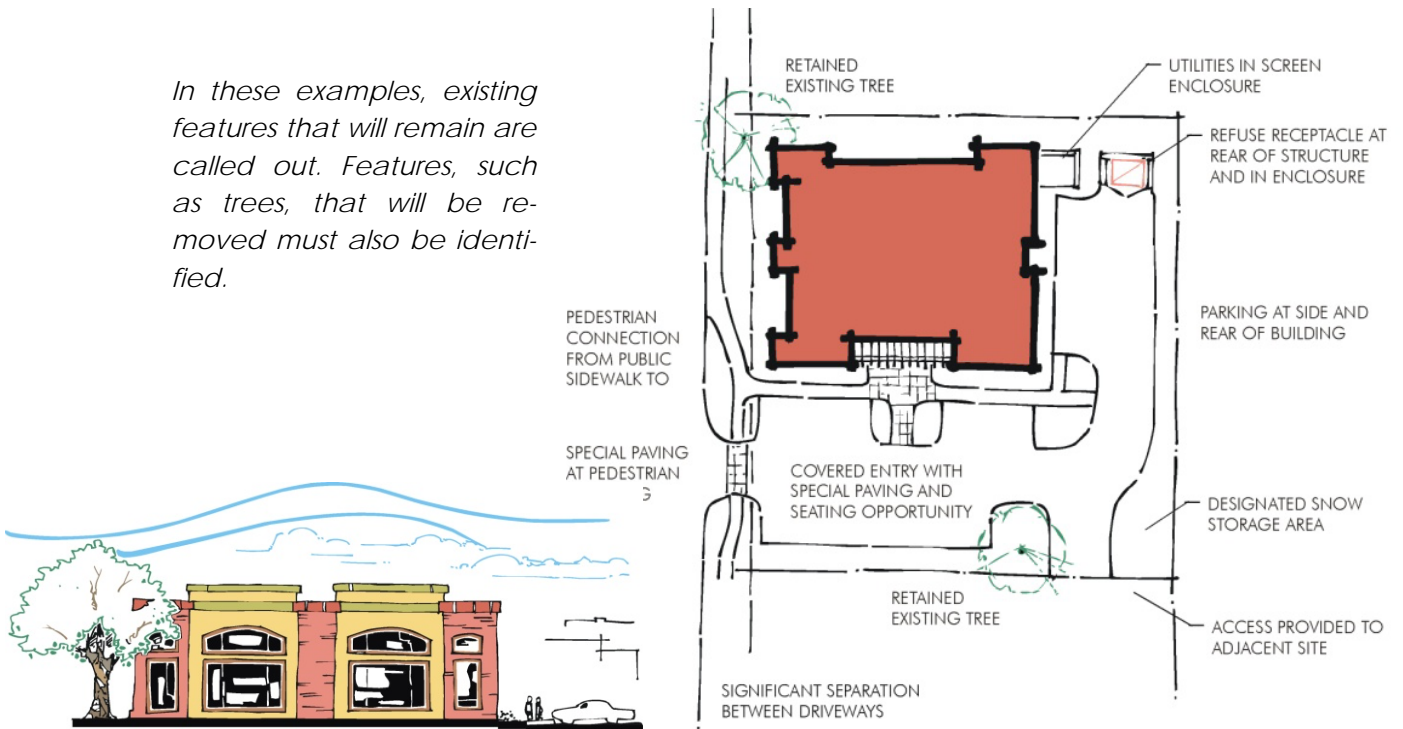 In these examples, existing
features that will remain are
called out. Features, such
as trees, that will be re-
moved must also be identi-
fied.
RETAINED
EXISTING TREE
UTILITIES IN SCREEN
ENCLOSURE
REFUSE RECEPTACLE AT
REAR OF STRUCTURE
AND IN ENCLOSURE
PEDESTRIAN
CONNECTION
FROM PUBLIC
SIDEWALK TO
PARKING AT SIDE AND
REAR OF BUILDING
SPECIAL PAVING
AT PEDESTRIAN
COVERED ENTRY WITH
SPECIAL PAVING AND
SEATING OPPORTUNITY
DESIGNATED SNOW
STORAGE AREA
RETAINED
EXISTING TREE
ACCESS PROVIDED TO
ADJACENT SITE
SIGNIFICANT SEPARATION
BETWEEN DRIVEWAYS